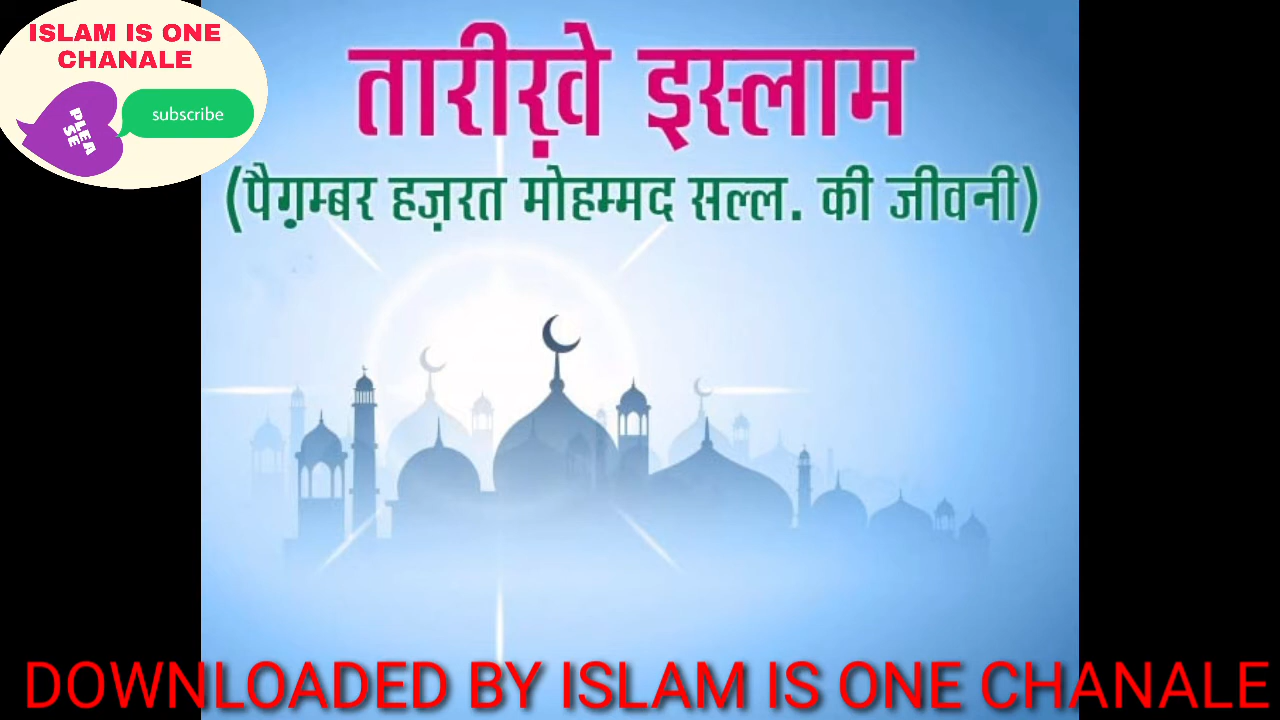 ISLAM IS ONE
CHANALE
PLEA
SE
subscribe
तारीख़े इस्लाम
(पैग़म्बर हज़रत मोहम्मद सल्ल. की जीवनी)
DOWNLOADED BY ISLAM IS ONE CHANALE